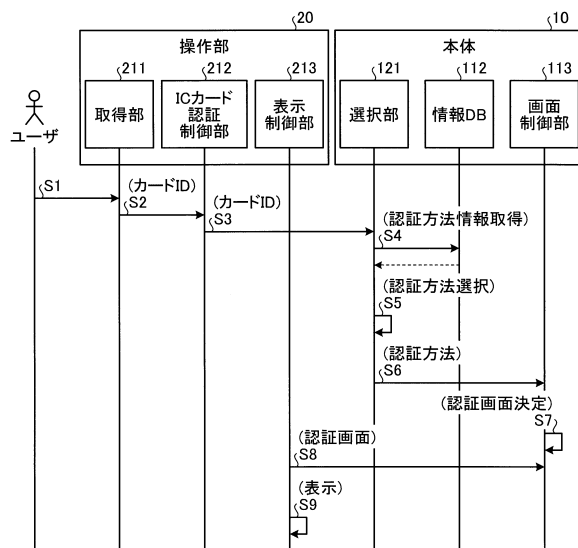 20
10
操作部
本体
211
212
213
121
112
113
取得部
ICカード
認証
制御部
表示
制御部
選択部
情報DB
画面
制御部
ユーザ
S1
(カードID)
S2
(カードID)
S3
(認証方法情報取得)
S4
(認証方法選択)
S5
(認証方法)
S6
(認証画面決定)
S7
(認証画面)
S8
(表示)
S9